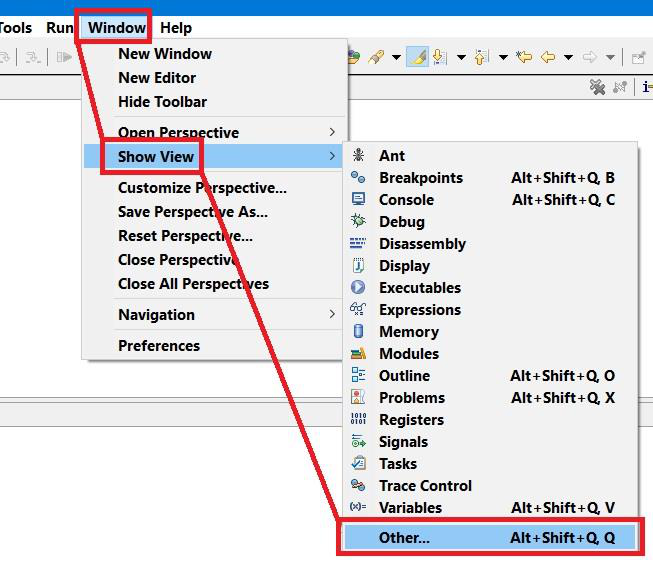 Tools Run Window Help
New Window
New Editor
Hide Toolbar
Open Perspective
Show View
Customize Perspective...
Save Perspective As...
Reset Perspective...
Close Perspective
Close All Perspectives
Navigation
Preferences
Ant
Breakpoints Alt+Shift+Q, B
Console Alt+Shift+Q, C
Debug
Disassembly
Display
Executables
Expressions
Memory
Modules
Outline Alt+Shift+Q, O
Problems Alt+Shift+Q, X
Registers
Signals
Tasks
Trace Control
Variables Alt+Shift+Q, V
Other... Alt+Shift+Q, Q